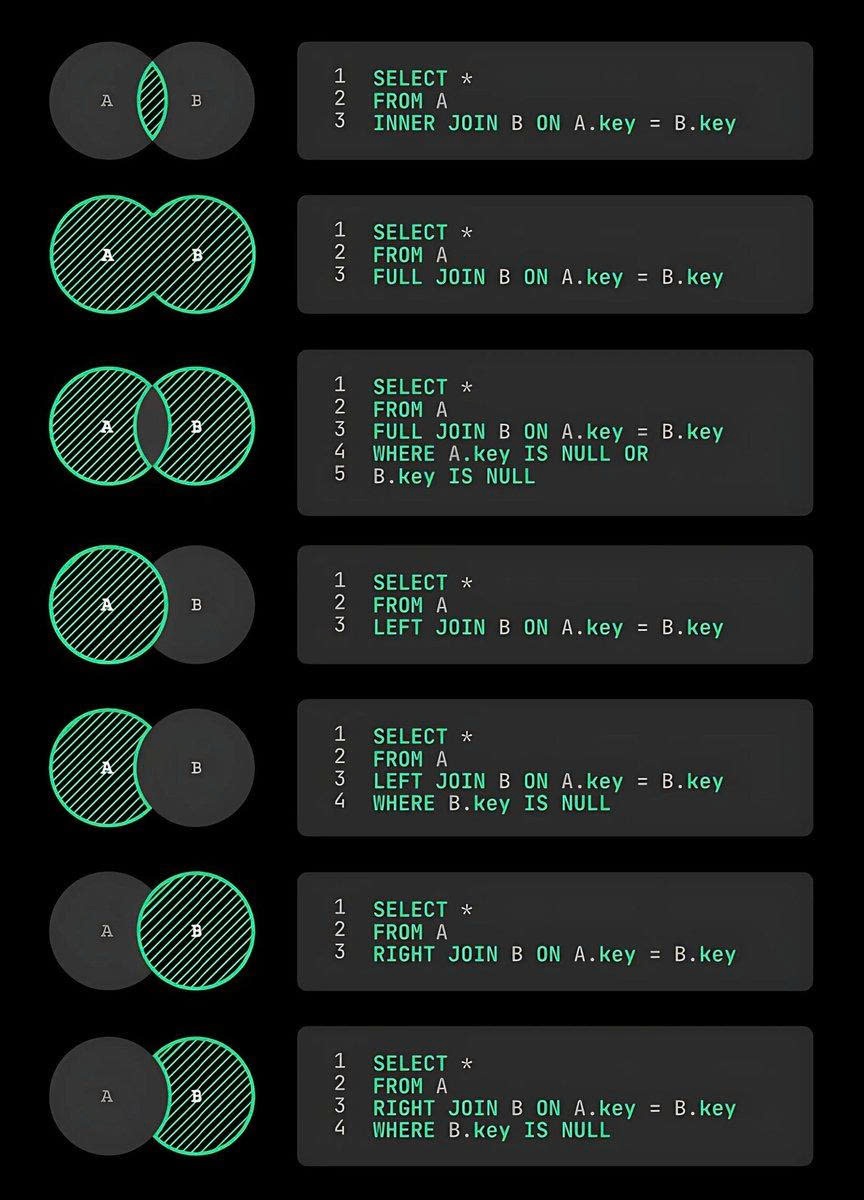 A B
1 SELECT *
2 FROM A
3 INNER JOIN B ON A.key = B.key
A B
1 SELECT *
2 FROM A
3 FULL JOIN B ON A.key = B.key
A B
1 SELECT *
2 FROM A
3 FULL JOIN B ON A.key = B.key
4 WHERE A.key IS NULL OR
5 B.key IS NULL
A B
1 SELECT *
2 FROM A
3 LEFT JOIN B ON A.key = B.key
A B
1 SELECT *
2 FROM A
3 LEFT JOIN B ON A.key = B.key
4 WHERE B.key IS NULL
A B
1 SELECT *
2 FROM A
3 RIGHT JOIN B ON A.key = B.key
A B
1 SELECT *
2 FROM A
3 RIGHT JOIN B ON A.key = B.key
4 WHERE B.key IS NULL